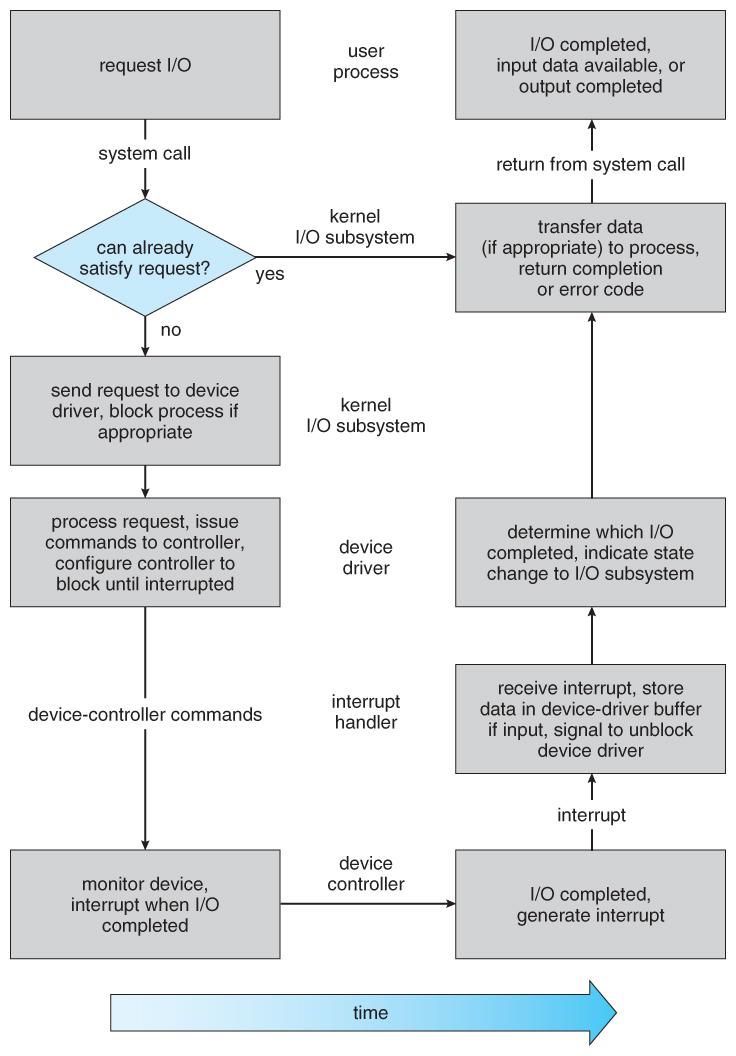 request I/O
user
process
I/O completed,
input data available, or
output completed
system call
return from system call
can already
satisfy request?
kernel
I/O subsystem
yes
transfer data
(if appropriate) to process,
return completion
or error code
no
send request to device
driver, block process if
appropriate
kernel
I/O subsystem
process request, issue
commands to controller,
configure controller to
block until interrupted
device
driver
determine which I/O
completed, indicate state
change to I/O subsystem
device-controller commands
interrupt
handler
receive interrupt, store
data in device-driver buffer
if input, signal to unblock
device driver
interrupt
monitor device,
interrupt when I/O
completed
device
controller
I/O completed,
generate interrupt
time